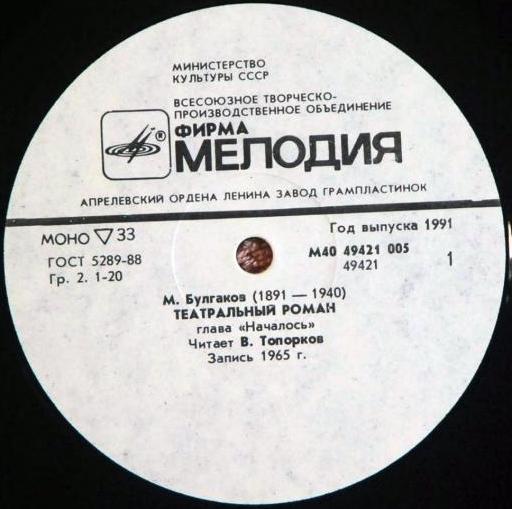 МИНИСТЕРСТВО
КУЛЬТУРЫ СССР
ВСЕСОЮЗНОЕ ТВОРЧЕСКО-
ПРОИЗВОДСТВЕННОЕ ОБЪЕДИНЕНИЕ
®
ФИРМА
МЕЛОДИЯ
АПРЕЛЕВСКИЙ ОРДЕНА ЛЕНИНА ЗАВОД ГРАМПЛАСТИНОК
МОНО ▽ 33
ГОСТ 5289-88
Гр. 2. 1-20
Год выпуска 1991
М40 49421 005
49421
1
М. Булгаков (1891 — 1940)
ТЕАТРАЛЬНЫЙ РОМАН
глава «Началось»
Читает В. Топорков
Запись 1965 г.